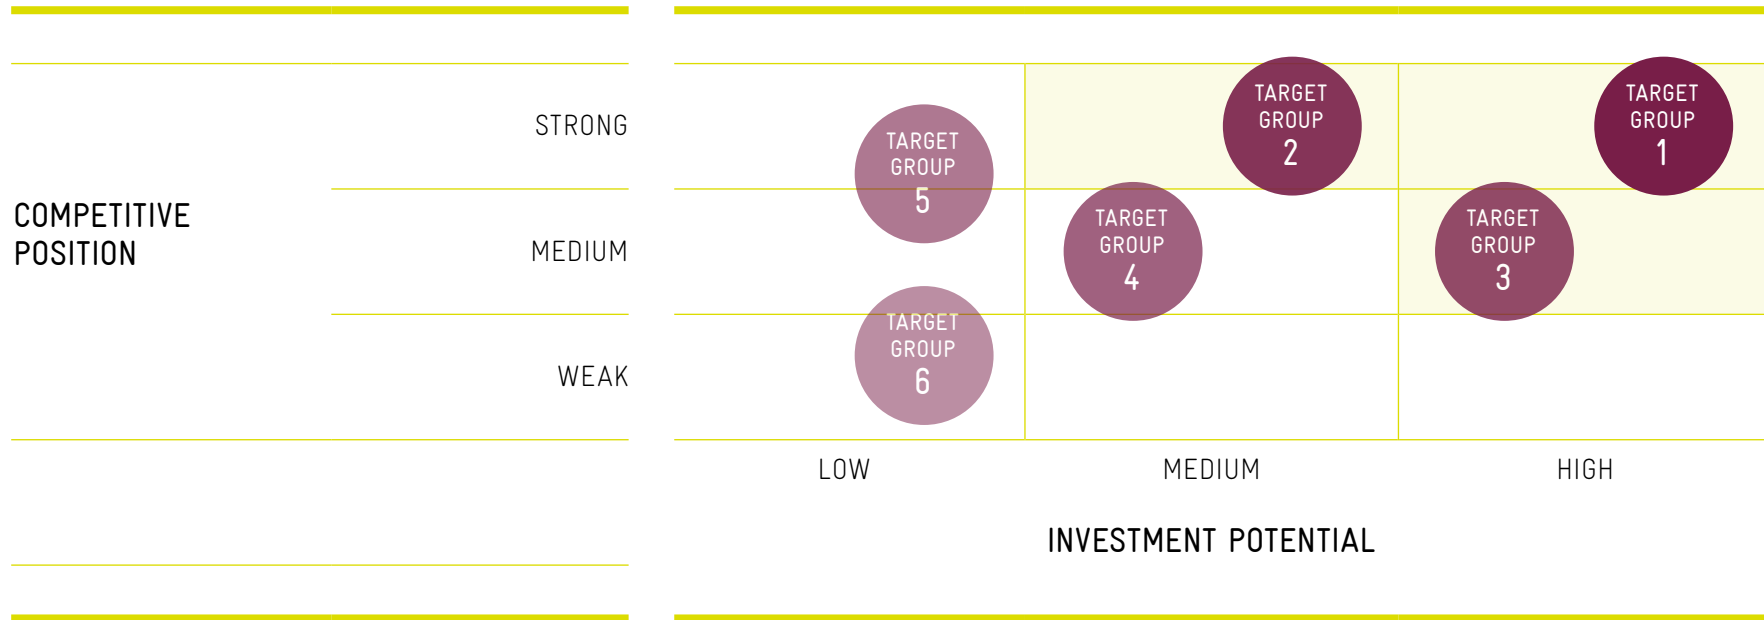 COMPETITIVE
POSITION
STRONG
MEDIUM
WEAK
TARGET
GROUP
5
TARGET
GROUP
2
TARGET
GROUP
1
TARGET
GROUP
4
TARGET
GROUP
3
TARGET
GROUP
6
LOW
MEDIUM
HIGH
INVESTMENT POTENTIAL